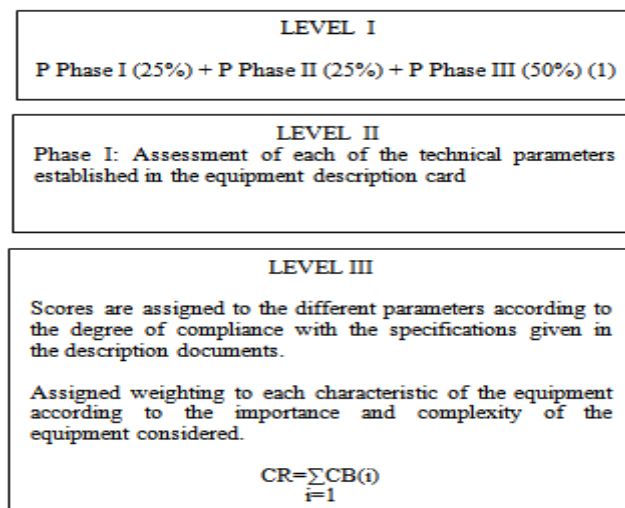 LEVEL I
P Phase I (25%) + P Phase II (25%) + P Phase III (50%) (1)
LEVEL II
Phase I: Assessment of each of the technical parameters
established in the equipment description card
LEVEL III
Scores are assigned to the different parameters according to
the degree of compliance with the specifications given in
the description documents.
Assigned weighting to each characteristic of the equipment
according to the importance and complexity of the
equipment considered.
CR=∑CB(i)
i=1